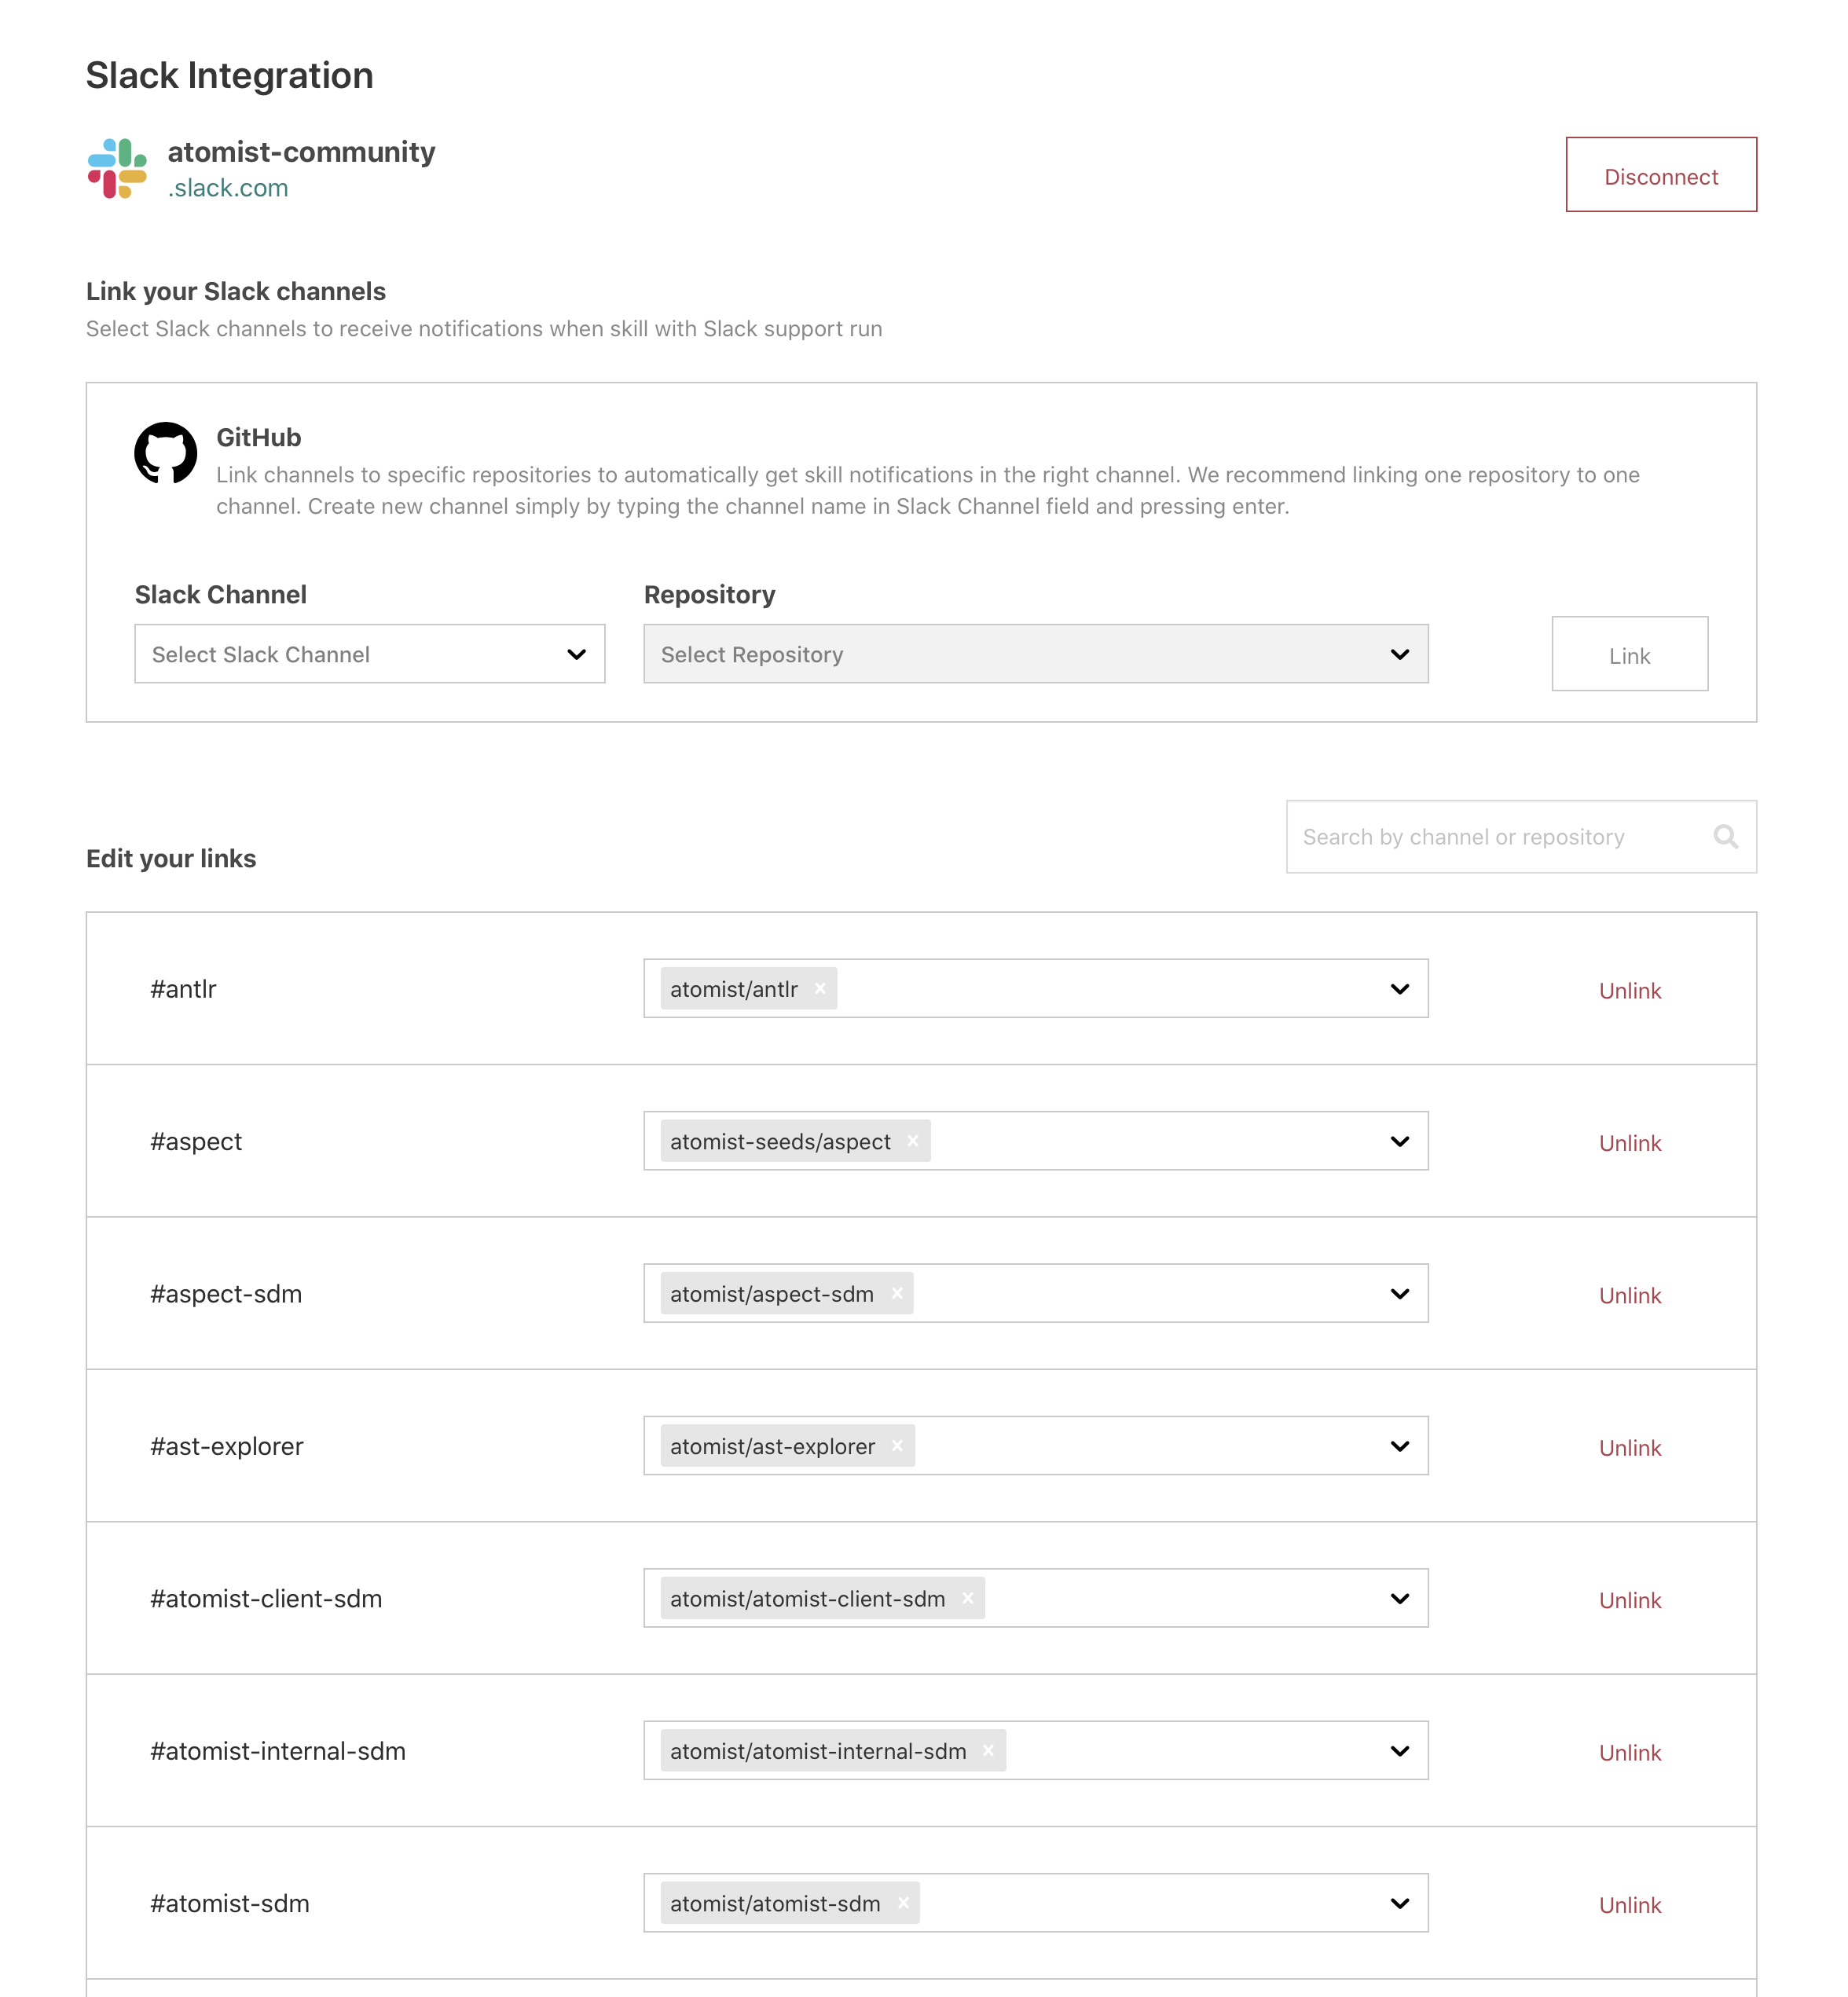 Slack Integration
atomist-community
.slack.com
Disconnect
Link your Slack channels
Select Slack channels to receive notifications when skill with Slack support run
GitHub
Link channels to specific repositories to automatically get skill notifications in the right channel. We recommend linking one repository to one
channel. Create new channel simply by typing the channel name in Slack Channel field and pressing enter.
Slack Channel
Repository
Select Slack Channel
Select Repository
Link
Search by channel or repository
Edit your links
#antlr
atomist/antlr ×
Unlink
#aspect
atomist-seeds/aspect ×
Unlink
#aspect-sdm
atomist/aspect-sdm ×
Unlink
#ast-explorer
atomist/ast-explorer ×
Unlink
#atomist-client-sdm
atomist/atomist-client-sdm ×
Unlink
#atomist-internal-sdm
atomist/atomist-internal-sdm ×
Unlink
#atomist-sdm
atomist/atomist-sdm ×
Unlink